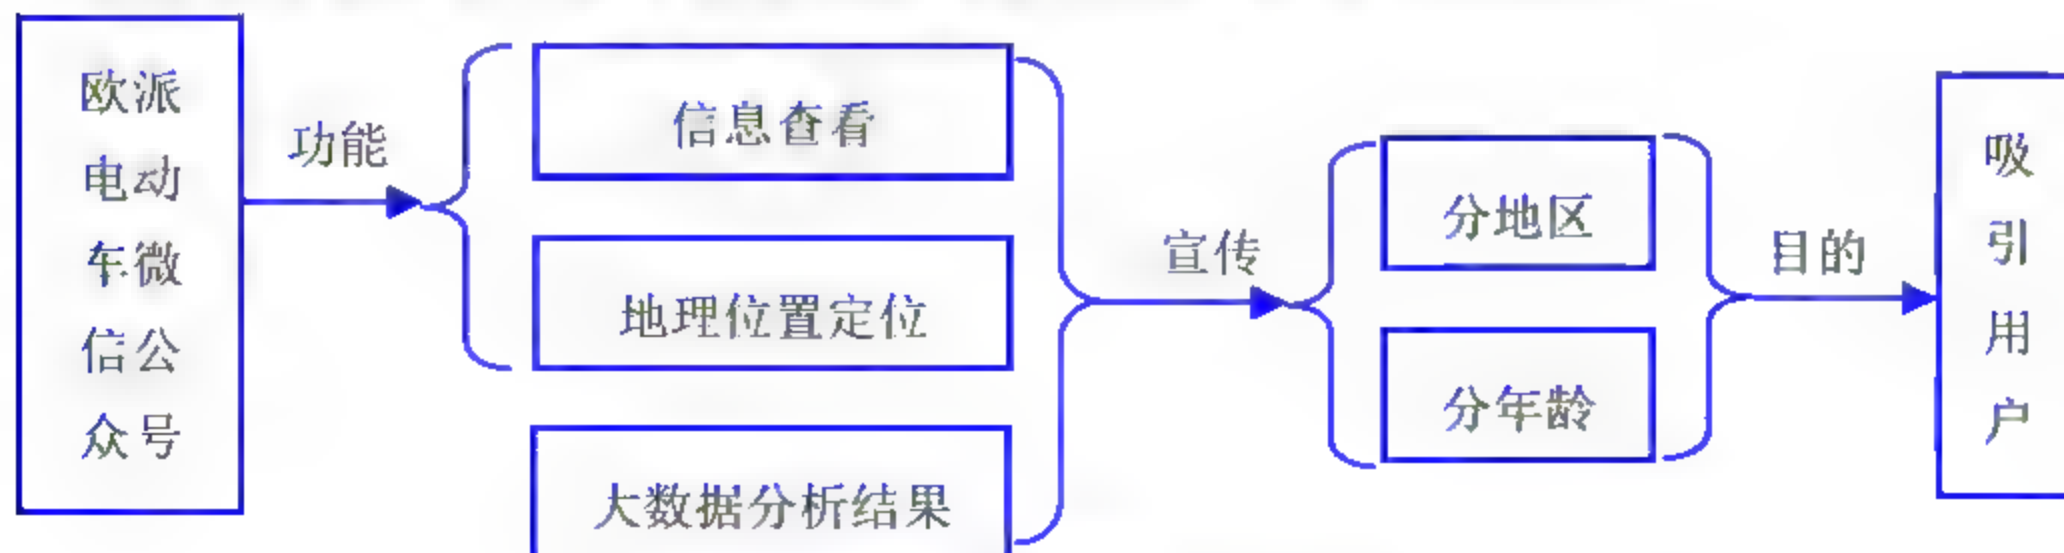 欧派
电动
车微
信公
众号
功能
信息查看
地理位置定位
大数据分析结果
宣传
分地区
分年龄
目的
吸
引
用
户